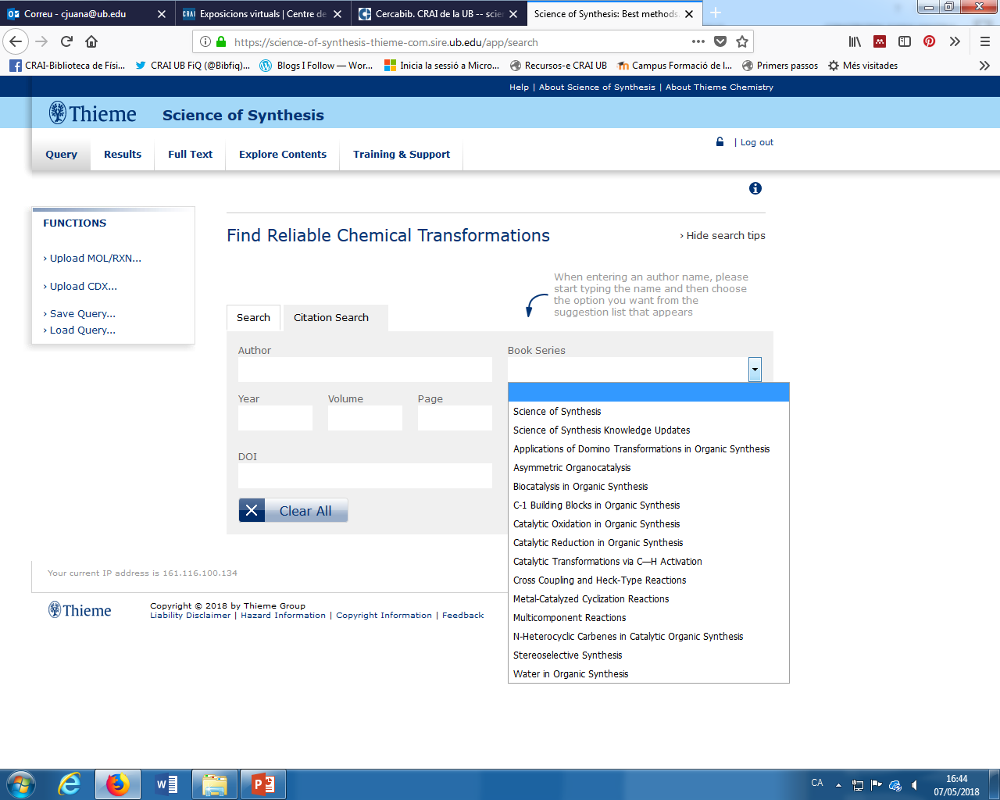 Correu - cjuana@ub.edu
Exposicions virtuals | Centre de
Cercabib. CRAI de la UB -- scien
Science of Synthesis: Best methods.
https://science-of-synthesis-thieme-com.sire.ub.edu/app/search
CRAI-Biblioteca de Físi...
CRAI UB FiQ (@Bibfiq)...
Blogs I Follow — Wor...
Inicia la sessió a Micro...
Recursos-e CRAI UB
Campus Formació de l...
Primers passos
Més visitades
Help | About Science of Synthesis | About Thieme Chemistry
Thieme
Science of Synthesis
Query
Results
Full Text
Explore Contents
Training & Support
| Log out
FUNCTIONS
› Upload MOL/RXN...
› Upload CDX...
› Save Query...
› Load Query...
Find Reliable Chemical Transformations
› Hide search tips
When entering an author name, please
start typing the name and then choose
the option you want from the
suggestion list that appears
Search
Citation Search
Author
Book Series
Year
Volume
Page
DOI
Clear All
Science of Synthesis
Science of Synthesis Knowledge Updates
Applications of Domino Transformations in Organic Synthesis
Asymmetric Organocatalysis
Biocatalysis in Organic Synthesis
C-1 Building Blocks in Organic Synthesis
Catalytic Oxidation in Organic Synthesis
Catalytic Reduction in Organic Synthesis
Catalytic Transformations via C—H Activation
Cross Coupling and Heck-Type Reactions
Metal-Catalyzed Cyclization Reactions
Multicomponent Reactions
N-Heterocyclic Carbenes in Catalytic Organic Synthesis
Stereoselective Synthesis
Water in Organic Synthesis
Your current IP address is 161.116.100.134
Thieme
Copyright © 2018 by Thieme Group
Liability Disclaimer | Hazard Information | Copyright Information | Feedback
CA
16:44
07/05/2018